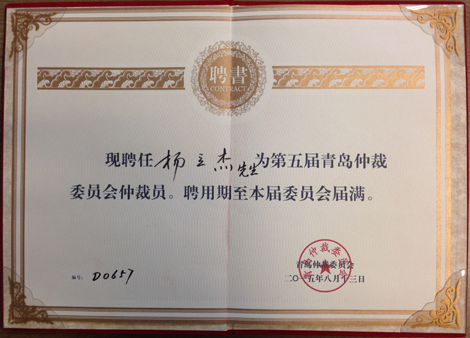 聘書
CONTRACT
现聘任杨立杰先生为第五届青岛仲裁
委员会仲裁员。聘用期至本届委员会届满。
青岛仲裁委员会
二〇一五年八月十三日
编号：D0657